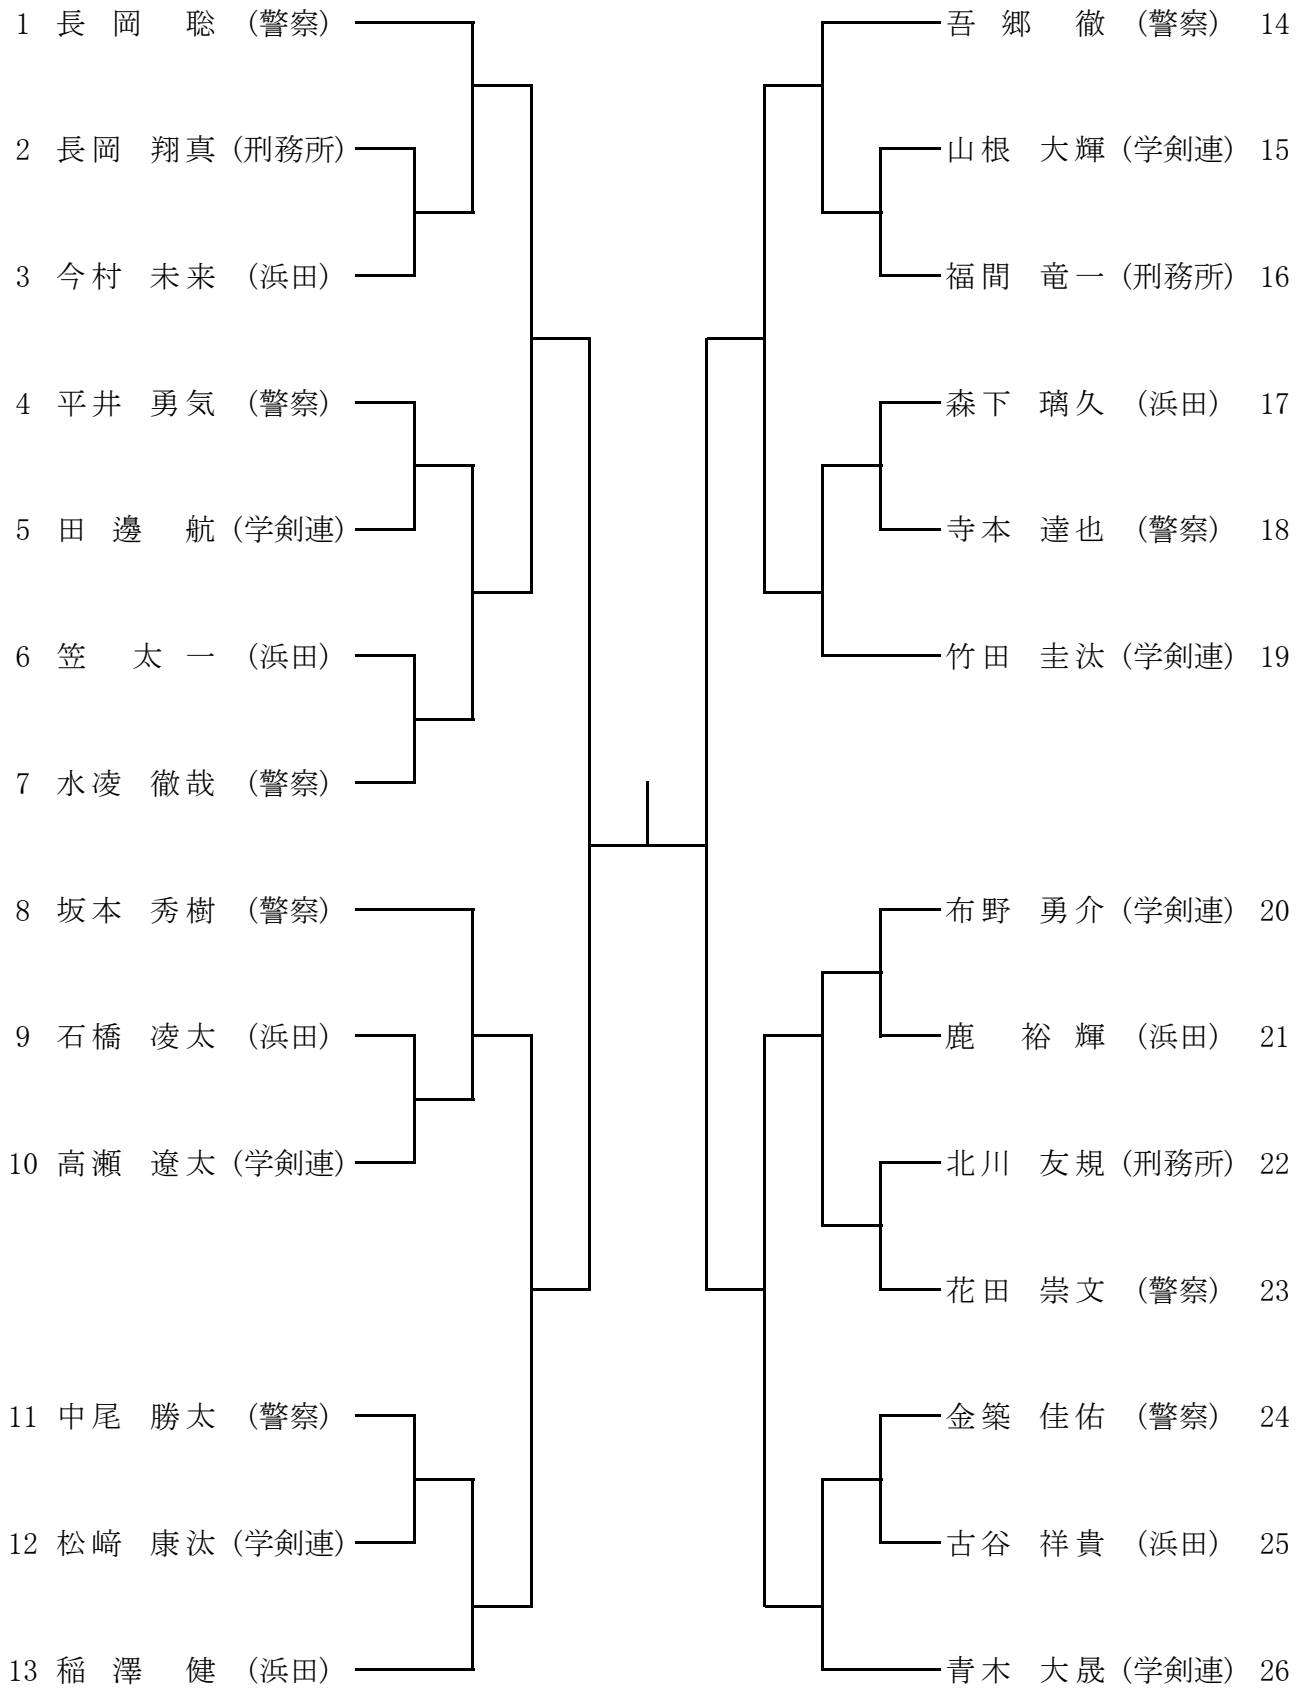 1 長岡 聡 (警察)
2 長岡 翔真 (刑務所)
3 今村 未来 (浜田)
4 平井 勇気 (警察)
5 田邊 航 (学剣連)
6 笠 太一 (浜田)
7 水凌 徹哉 (警察)
8 坂本 秀樹 (警察)
9 石橋 凌太 (浜田)
10 高瀬 遼太 (学剣連)
11 中尾 勝太 (警察)
12 松﨑 康汰 (学剣連)
13 稲澤 健 (浜田)
吾郷 徹 (警察) 14
山根 大輝 (学剣連) 15
福間 竜一 (刑務所) 16
森下 璃久 (浜田) 17
寺本 達也 (警察) 18
竹田 圭汰 (学剣連) 19
布野 勇介 (学剣連) 20
鹿 裕輝 (浜田) 21
北川 友規 (刑務所) 22
花田 崇文 (警察) 23
金築 佳佑 (警察) 24
古谷 祥貴 (浜田) 25
青木 大晟 (学剣連) 26